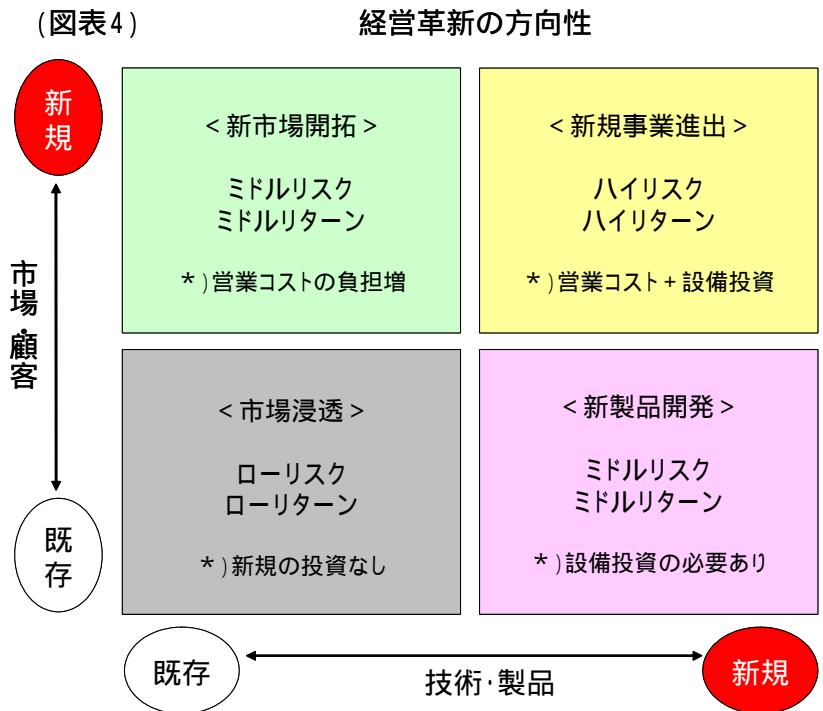 (図表4)
経営革新の方向性
新
規
市場・顧客
既
存
<新市場開拓>
ミドルリスク
ミドルリターン
*)営業コストの負担増
<新規事業進出>
ハイリスク
ハイリターン
*)営業コスト+設備投資
<市場浸透>
ローリスク
ローリターン
*)新規の投資なし
<新製品開発>
ミドルリスク
ミドルリターン
*)設備投資の必要あり
既存
技術・製品
新規